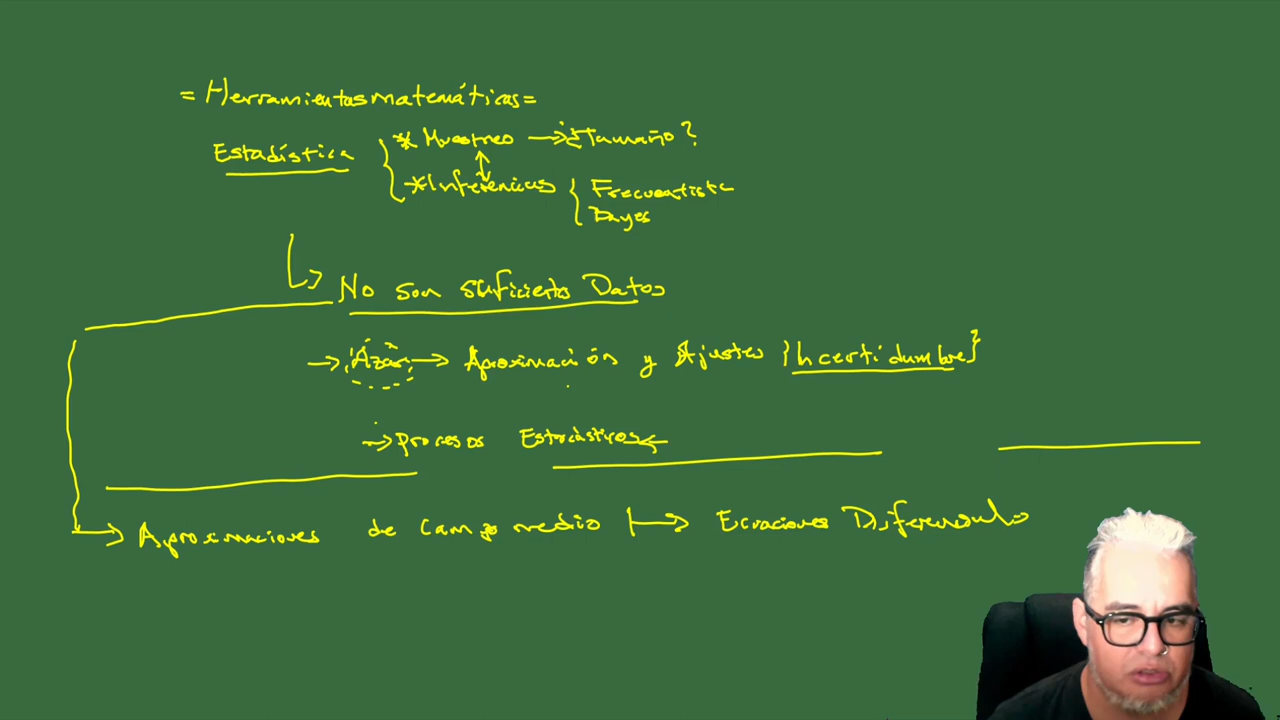 = Herramientas matemáticas =
Estadística { * Muestreo → ¿Tamaño?
* Inferencias { Frecuentista
Bayes
No son suficientes Datos
→ Azar → Aproximación y Ajustes {Incertidumbre}
→ Procesos Estocásticos ←
→ Aproximaciones de campo medio ↦ Ecuaciones Diferenciales